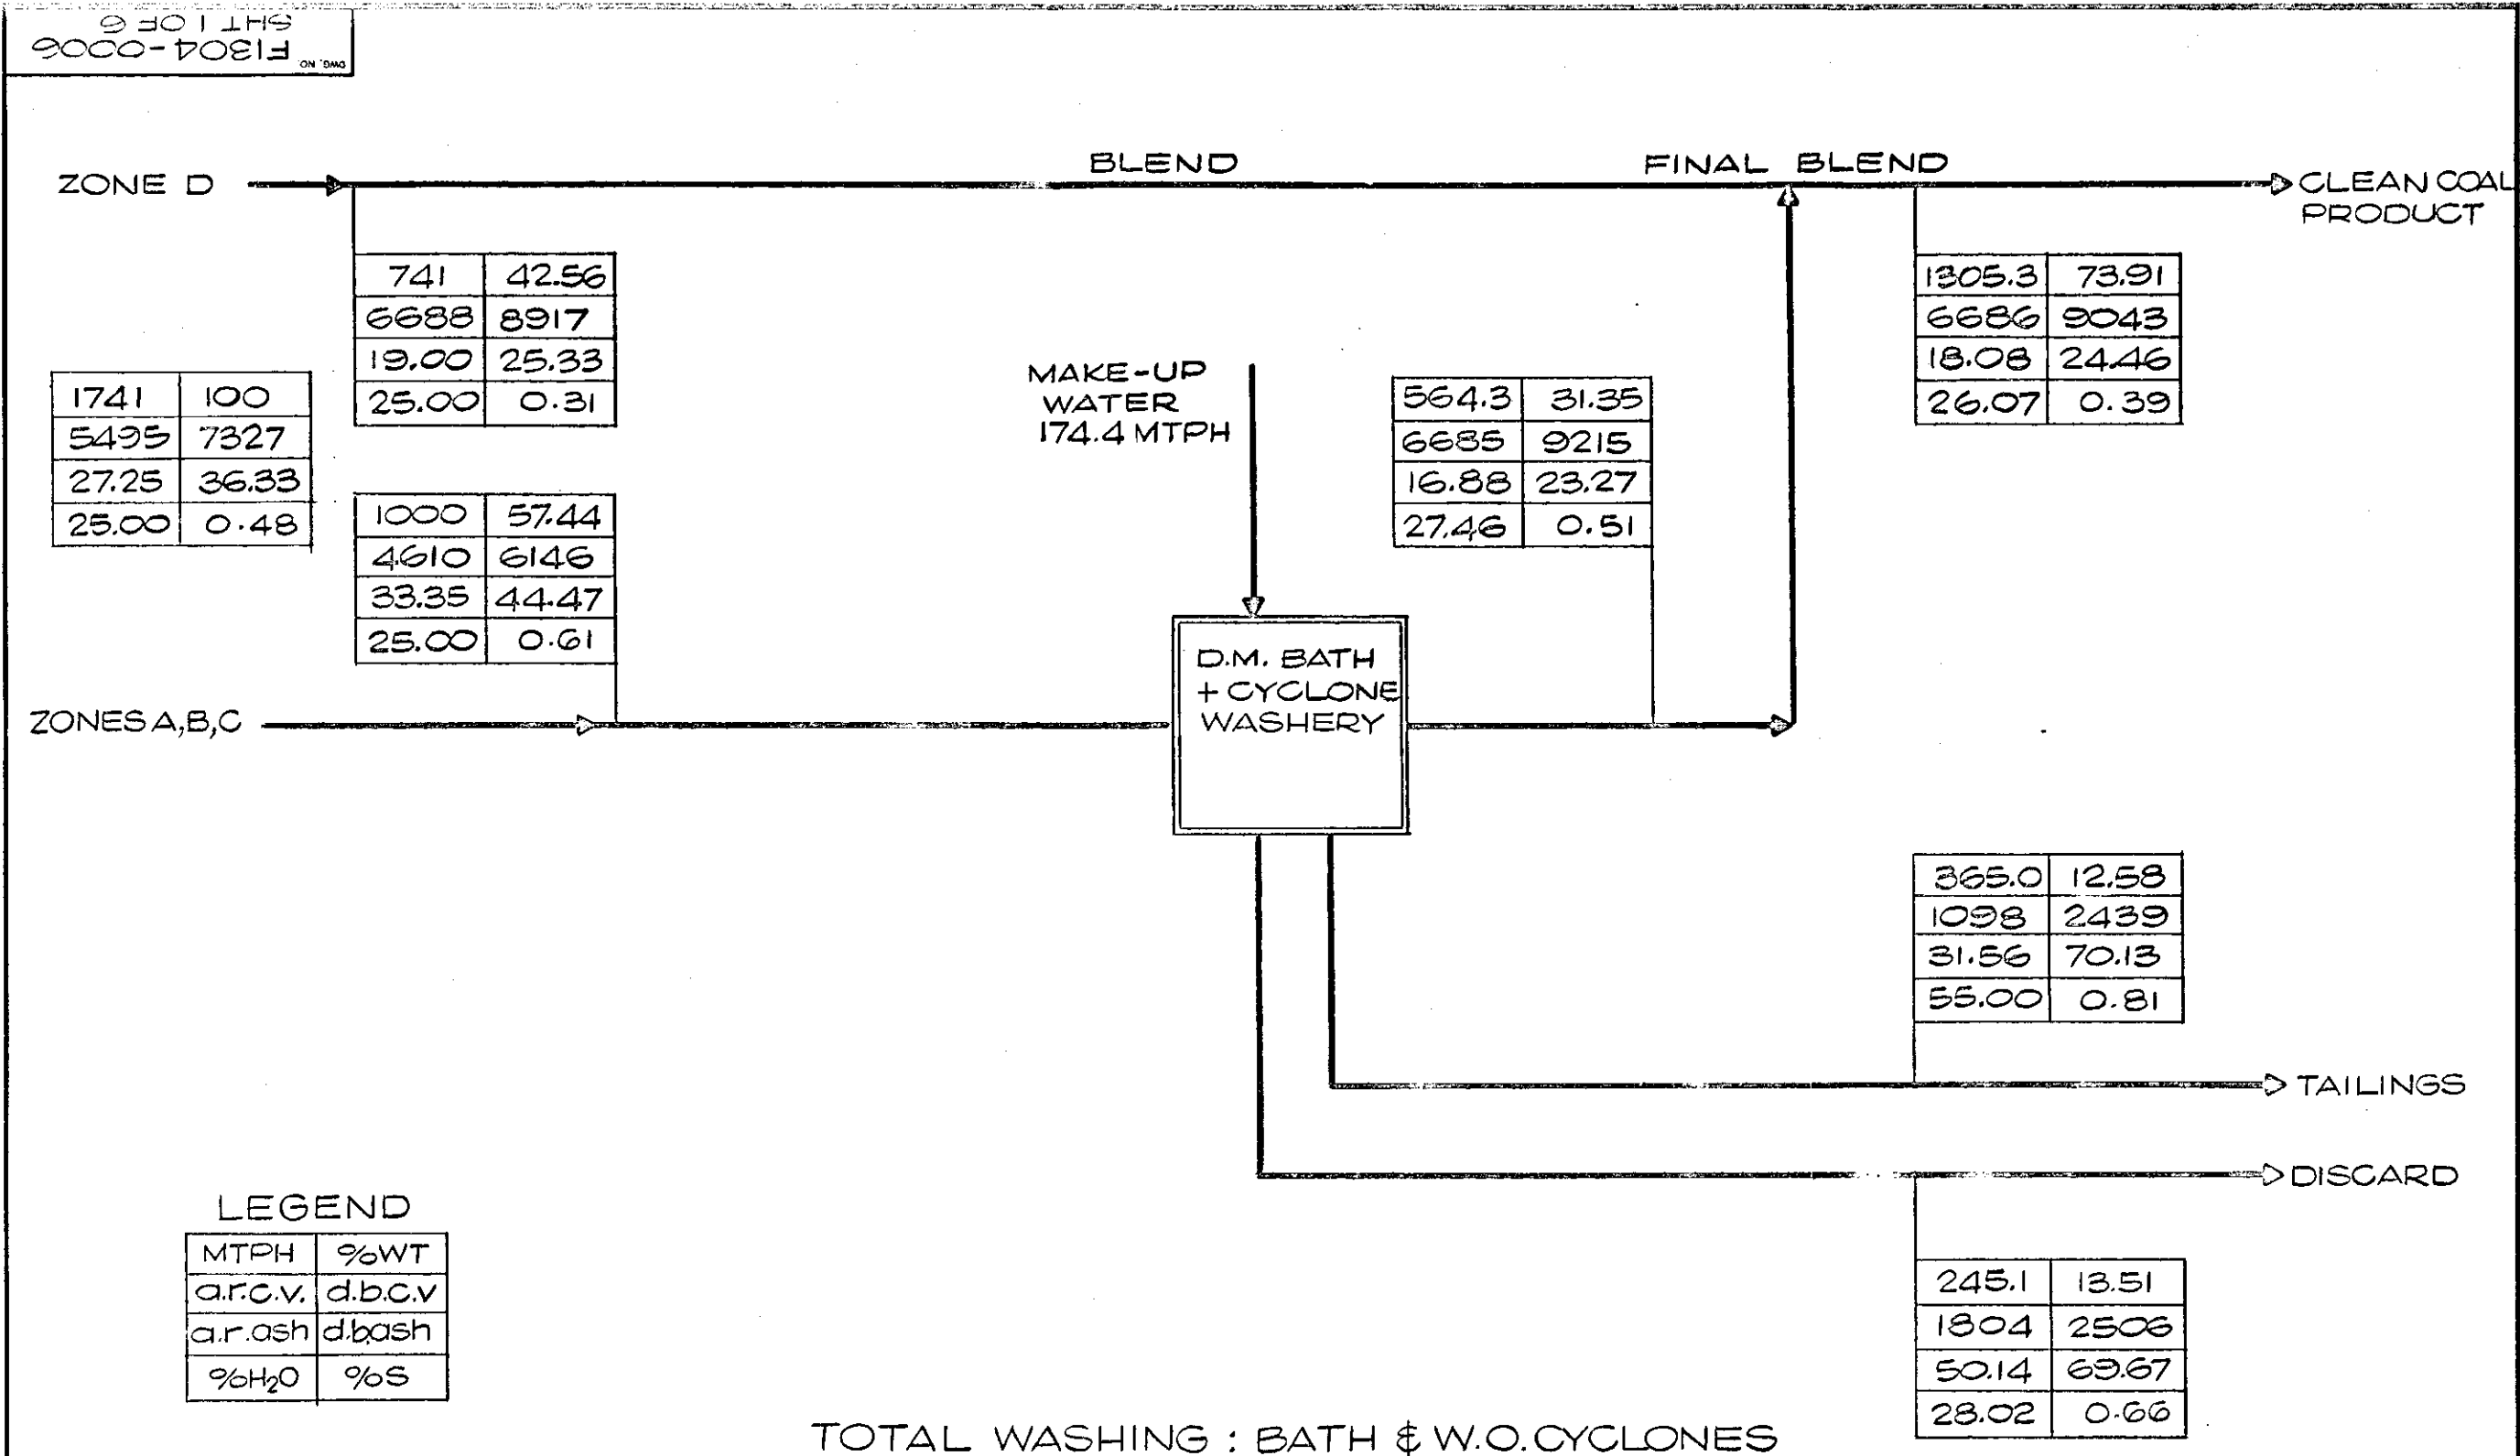 DWG. NO. F1304-0006
SHT 1 OF 6
BLEND
FINAL BLEND
ZONE D
CLEAN COAL
PRODUCT
741 42.56
6688 8917
19.00 25.33
25.00 0.31
1305.3 73.91
6686 9043
18.08 24.46
26.07 0.39
1741 100
5495 7327
27.25 36.33
25.00 0.48
MAKE-UP
WATER
174.4 MTPH
564.3 31.35
6685 9215
16.88 23.27
27.46 0.51
1000 57.44
4610 6146
33.35 44.47
25.00 0.61
D.M. BATH
+ CYCLONE
WASHERY
ZONES A,B,C
365.0 12.58
1098 2439
31.56 70.13
55.00 0.81
TAILINGS
DISCARD
LEGEND
MTPH %WT
a.r.c.v. d.b.c.v
a.r.ash d.b.ash
%H2O %S
245.1 13.51
1804 2506
50.14 69.67
28.02 0.66
TOTAL WASHING : BATH & W.O. CYCLONES